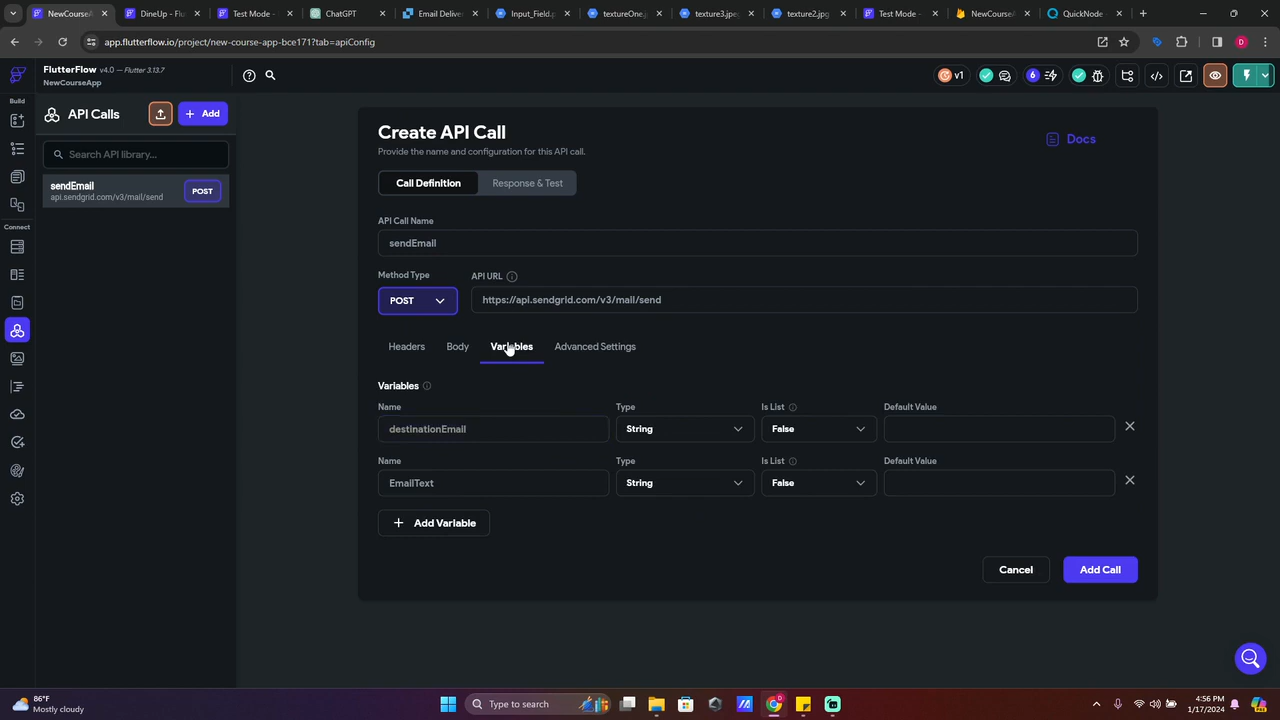 NewCourseA
DineUp - Flu
Test Mode -
ChatGPT
Email Delive
Input_Field.p
textureOne.j
texture3.jpeg
texture2.jpg
Test Mode -
NewCourseA
QuickNode
app.flutterflow.io/project/new-course-app-bce171?tab=apiConfig
D
FlutterFlow v4.0 — Flutter 3.13.7
NewCourseApp
v1
6
Build
Connect
API Calls
Add
Search API library...
sendEmail
api.sendgrid.com/v3/mail/send
POST
Create API Call
Provide the name and configuration for this API call.
Docs
Call Definition
Response & Test
API Call Name
sendEmail
Method Type
API URL
POST
https://api.sendgrid.com/v3/mail/send
Headers
Body
Variables
Advanced Settings
Variables
Name
Type
Is List
Default Value
destinationEmail
String
False
Name
Type
Is List
Default Value
EmailText
String
False
Add Variable
Cancel
Add Call
86°F
Mostly cloudy
Search
4:56 PM
1/17/2024